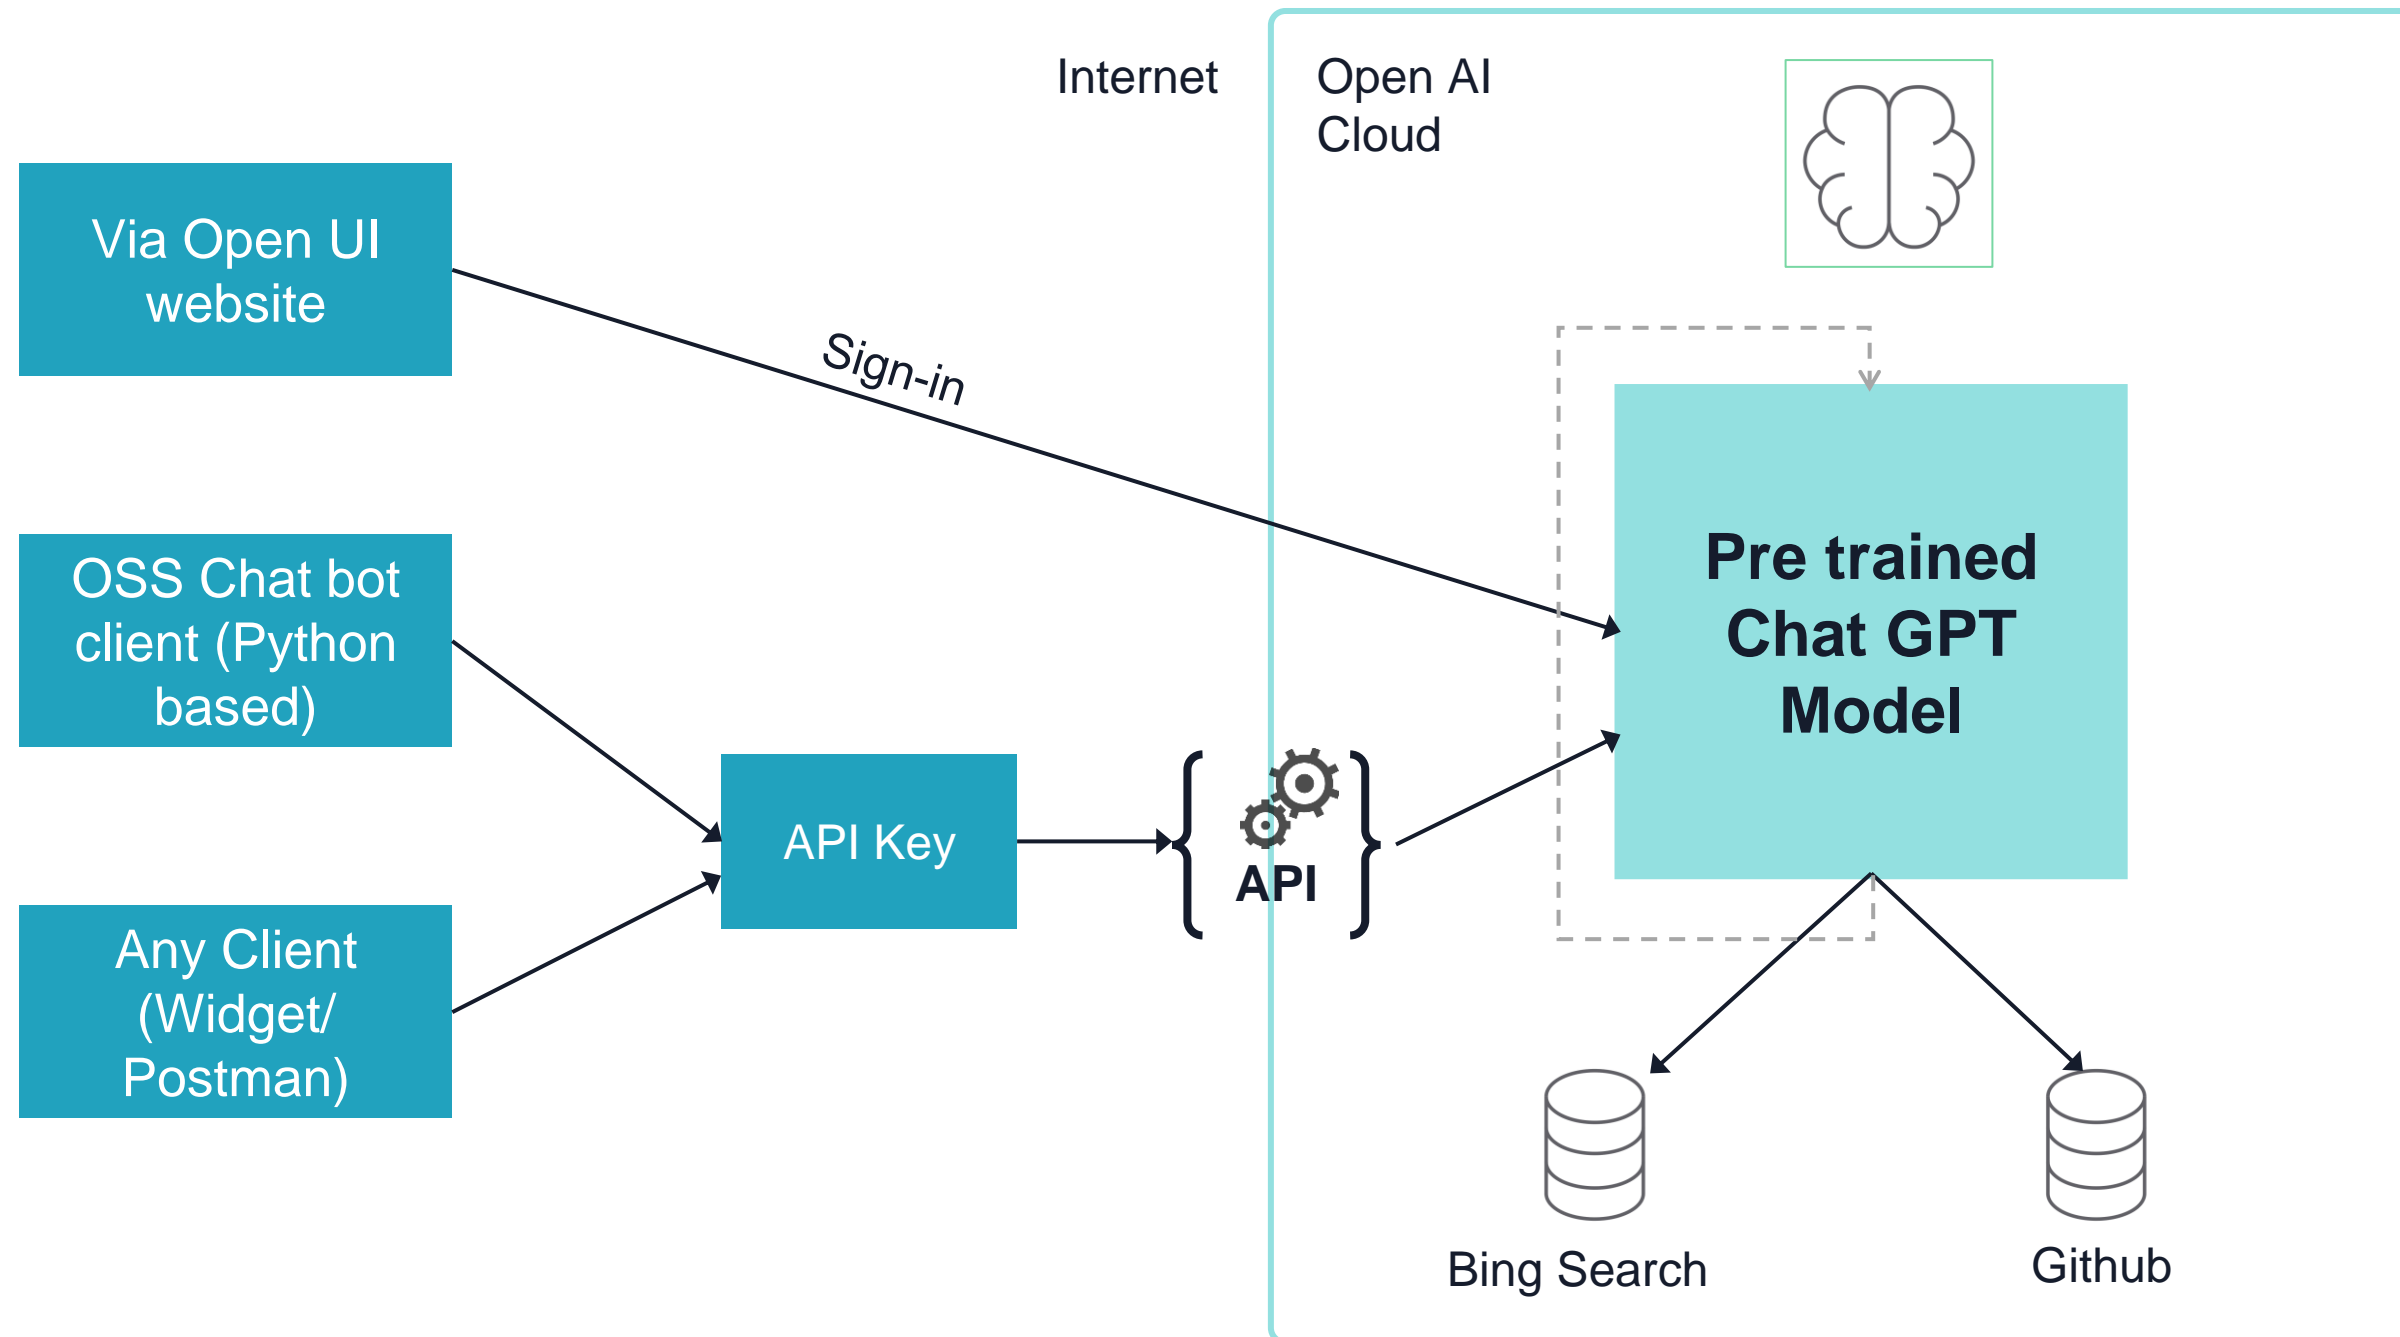 Internet
Open AI
Cloud
Via Open UI
website
Sign-in
OSS Chat bot
client (Python
based)
Pre trained
Chat GPT
Model
API Key
API
Any Client
(Widget/
Postman)
Bing Search
Github